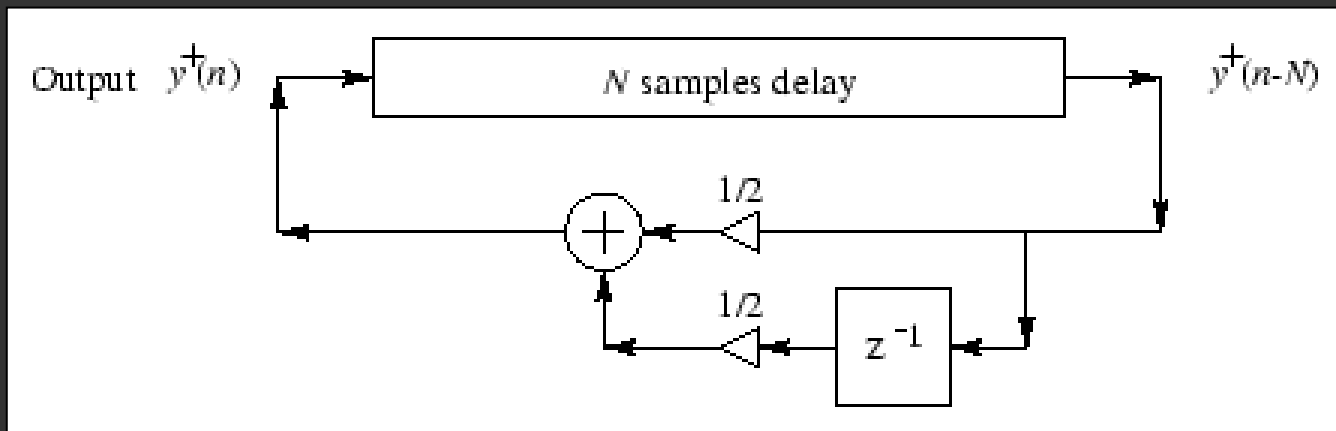 Output y⁺(n)
N samples delay
y⁺(n-N)
1/2
+
1/2
z⁻¹